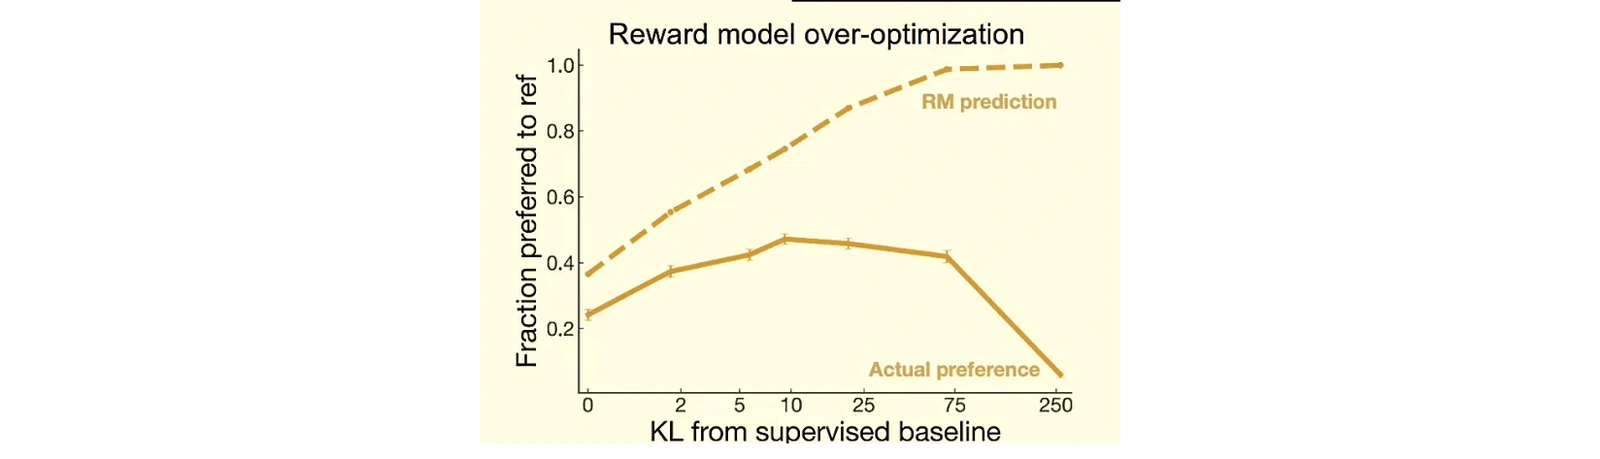 Reward model over-optimization
Fraction preferred to ref
1.0
0.8
0.6
0.4
0.2
RM prediction
Actual preference
0 2 5 10 25 75 250
KL from supervised baseline